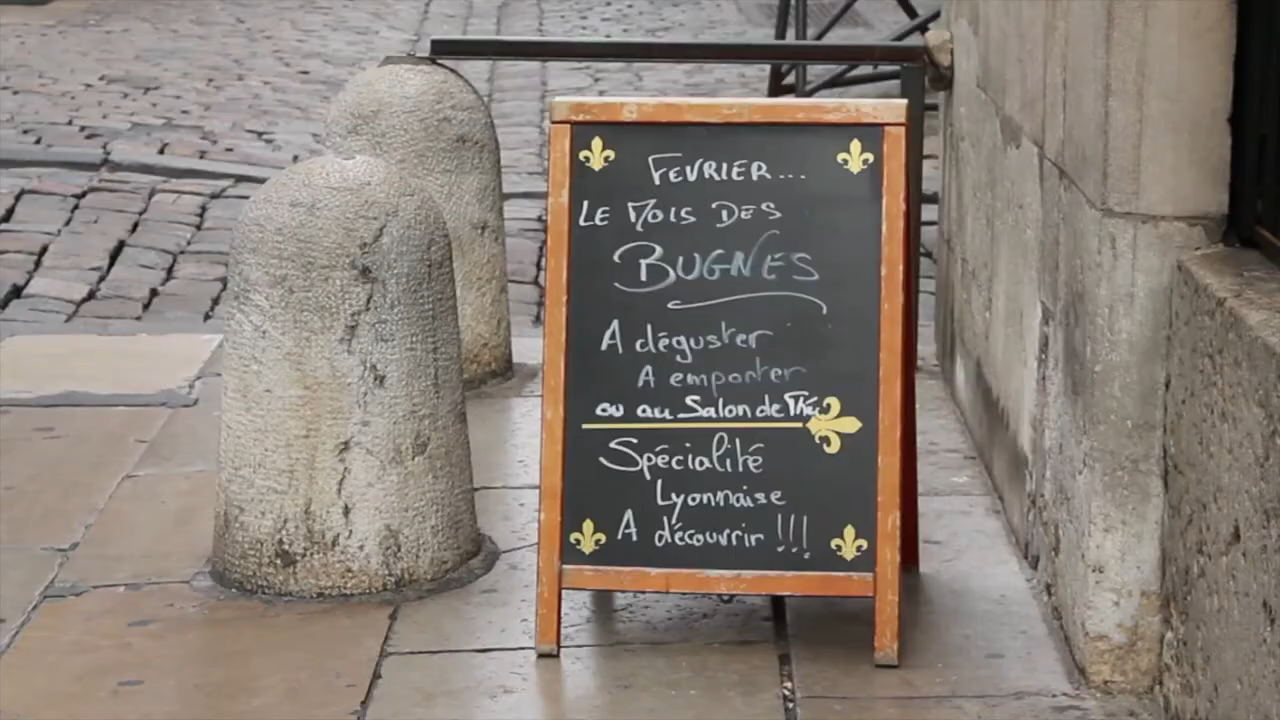 FEVRIER...
LE MOIS DES
BUGNES
A déguster
A emporter
ou au Salon de Thé
Spécialité
Lyonnaise
A découvrir !!!